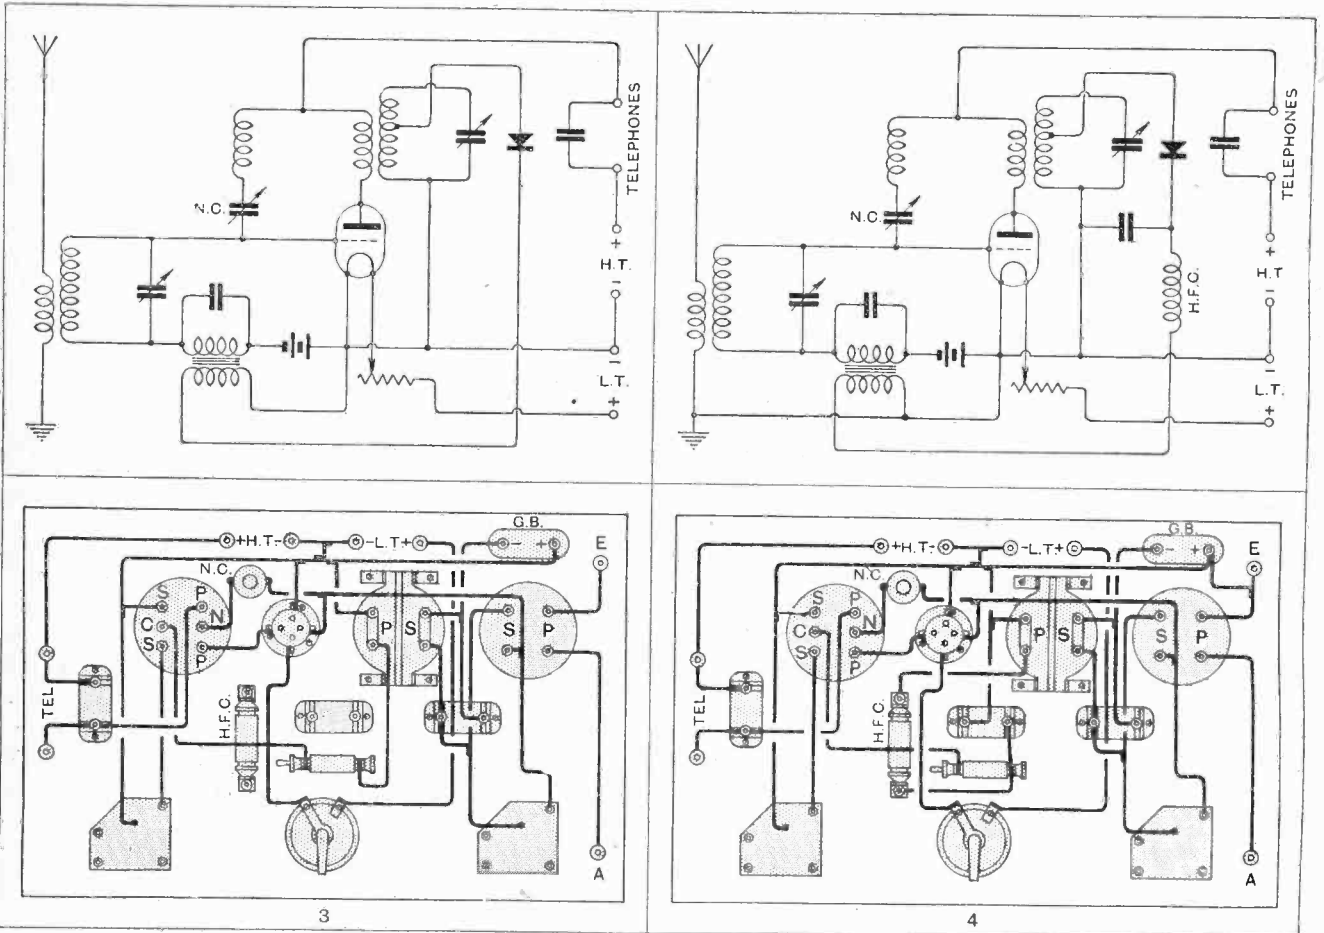 TELEPHONES
N.C.
+
H.T.
-
-
L.T.
+
TELEPHONES
N.C.
H.F.C.
+
H.T
-
-
L.T.
+
G.B.
- +
+H.T.- -L.T.+
E
N.C.
S P
C N
S P
P S
S P
TEL
H.F.C.
A
3
G.B.
- +
+H.T.- -L.T.+
E
N.C.
S P
C N
S P
P S
S P
TEL
H.F.C.
A
4